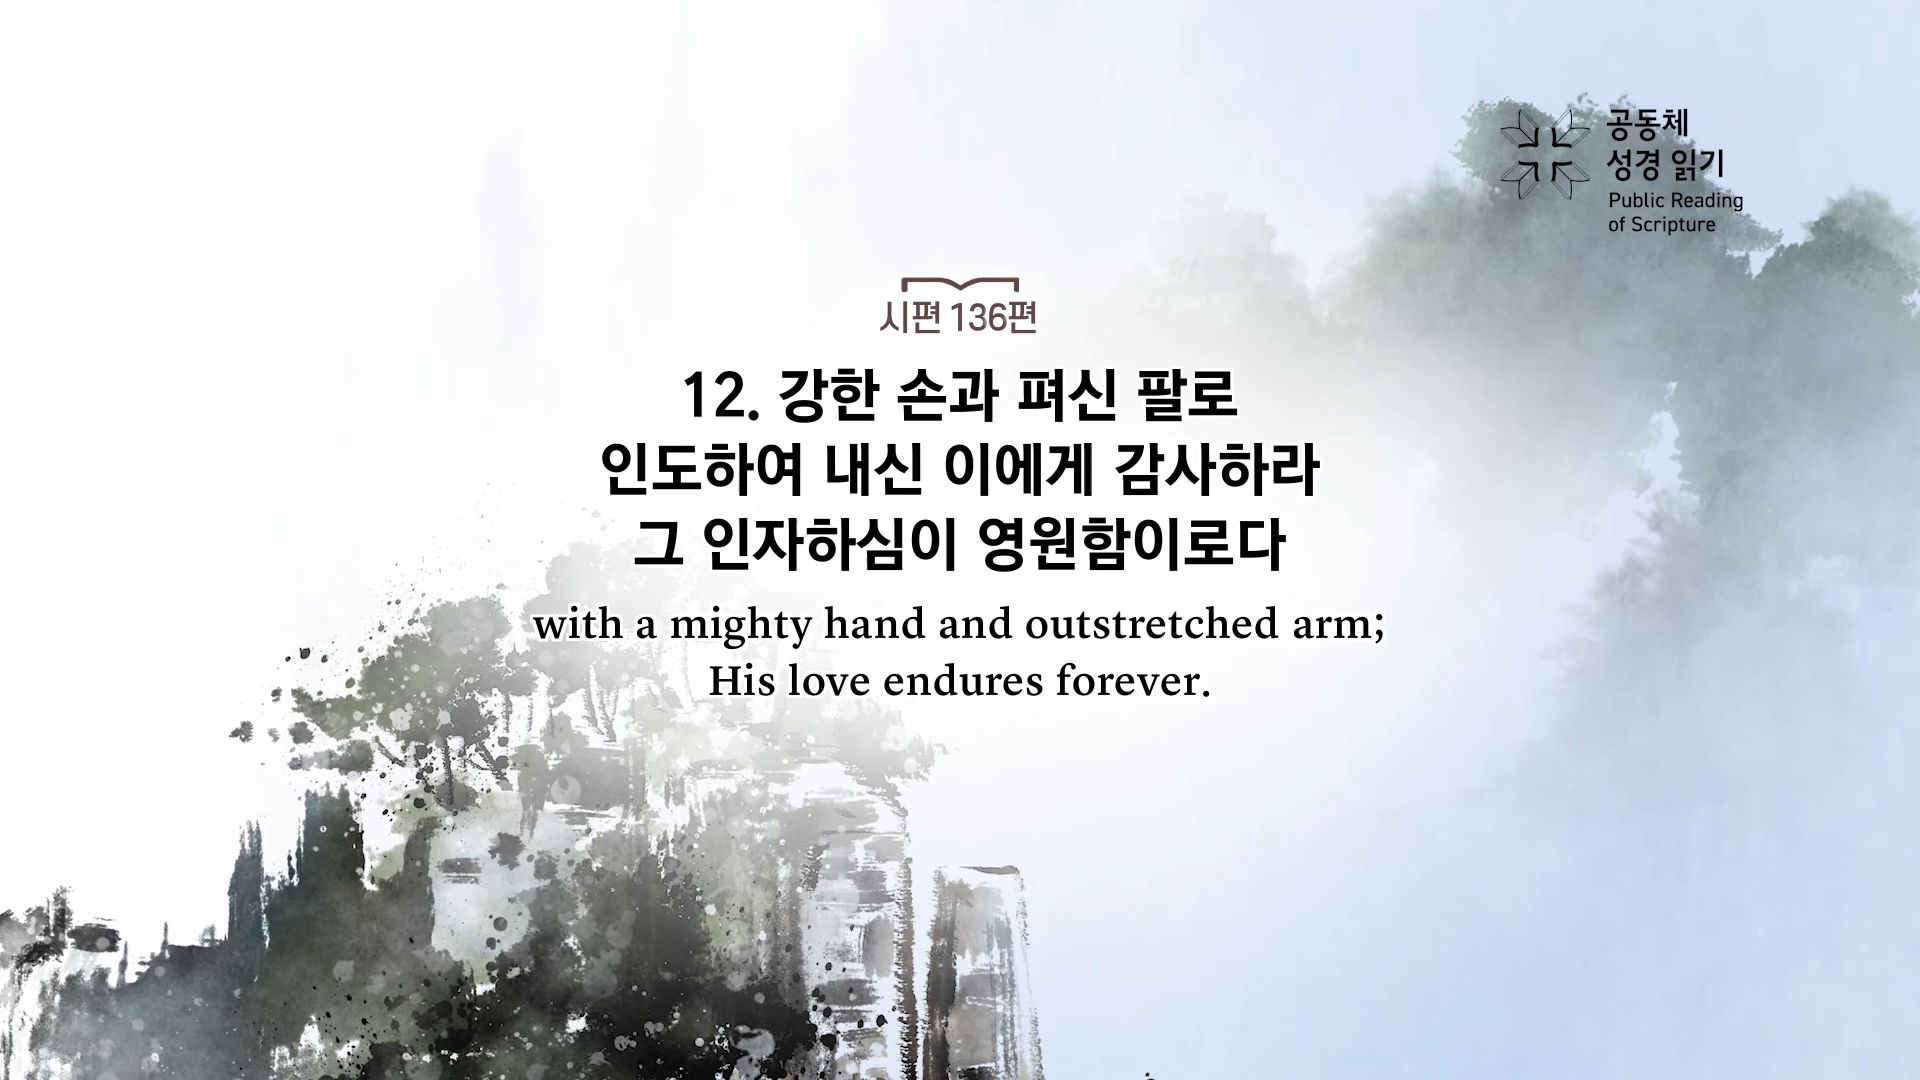 공동체
성경 읽기
Public Reading
of Scripture
시편 136편
12. 강한 손과 펴신 팔로
인도하여 내신 이에게 감사하라
그 인자하심이 영원함이로다
with a mighty hand and outstretched arm;
His love endures forever.